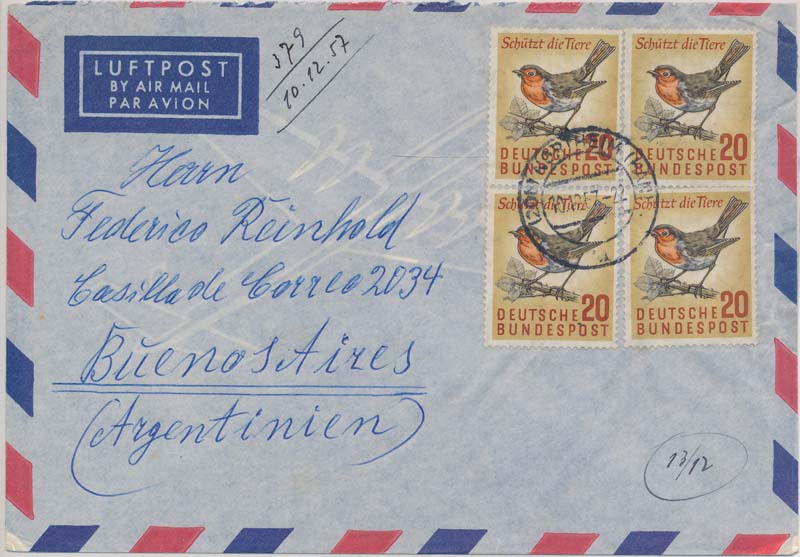 LUFTPOST
BY AIR MAIL
PAR AVION
379
10.12.57
Schützt die Tiere
DEUTSCHE 20
BUNDESPOST
Schützt die Tiere
DEUTSCHE 20
BUNDESPOST
Schützt die Tiere
20
DEUTSCHE
BUNDESPOST
Schützt die Tiere
DEUTSCHE 20
BUNDESPOST
Herrn
Federico Reinhold
Casilla de Correo 2034
Buenos Aires
(Argentinien)
13/12